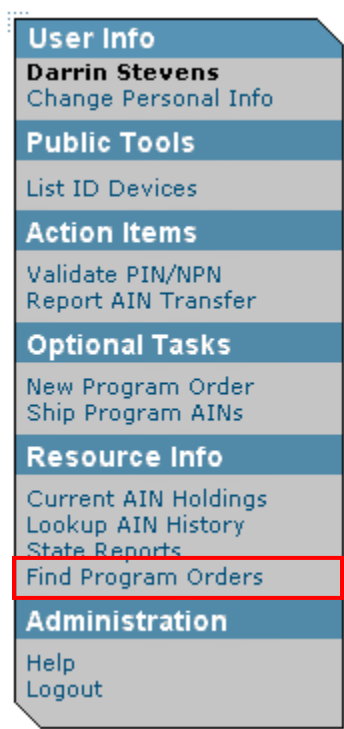 User Info
Darrin Stevens
Change Personal Info
Public Tools
List ID Devices
Action Items
Validate PIN/NPN
Report AIN Transfer
Optional Tasks
New Program Order
Ship Program AINs
Resource Info
Current AIN Holdings
Lookup AIN History
State Reports
Find Program Orders
Administration
Help
Logout